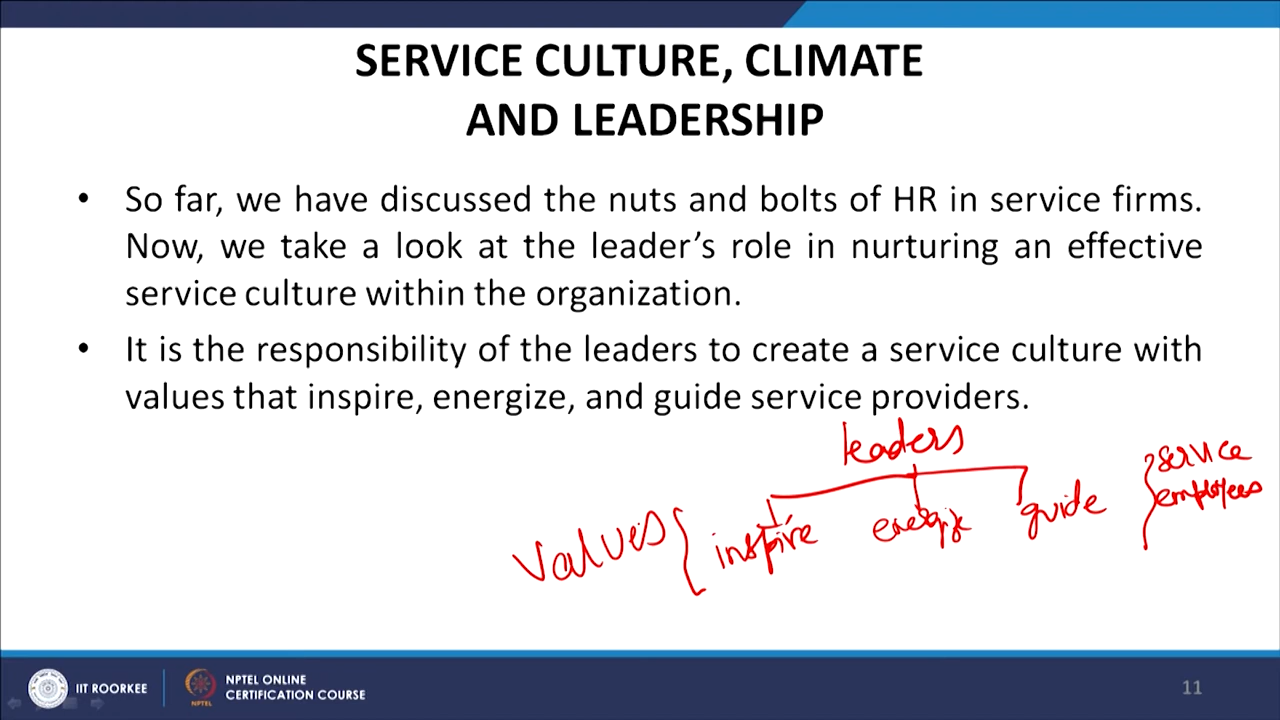 SERVICE CULTURE, CLIMATE
AND LEADERSHIP
• So far, we have discussed the nuts and bolts of HR in service firms.
Now, we take a look at the leader's role in nurturing an effective
service culture within the organization.
• It is the responsibility of the leaders to create a service culture with
values that inspire, energize, and guide service providers.
leaders
values { inspire energize guide
service
employees
IIT ROORKEE
NPTEL
NPTEL ONLINE
CERTIFICATION COURSE
11